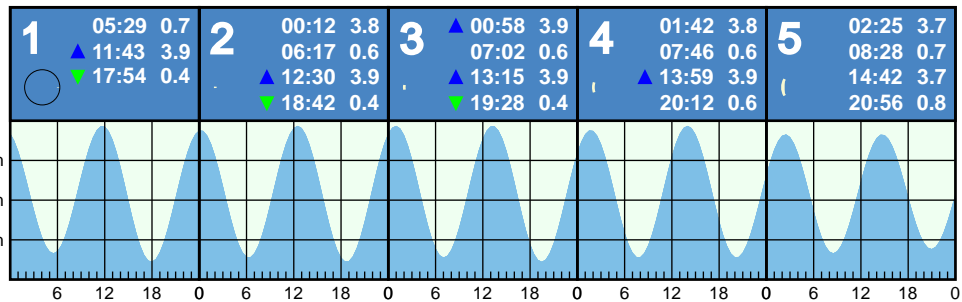 1
05:29 0.7
▲ 11:43 3.9
▼ 17:54 0.4
2
00:12 3.8
06:17 0.6
▲ 12:30 3.9
▼ 18:42 0.4
3
▲ 00:58 3.9
07:02 0.6
▲ 13:15 3.9
▼ 19:28 0.4
4
01:42 3.8
07:46 0.6
▲ 13:59 3.9
20:12 0.6
5
02:25 3.7
08:28 0.7
14:42 3.7
20:56 0.8
m
m
m
6 12 18 0 6 12 18 0 6 12 18 0 6 12 18 0 6 12 18 0